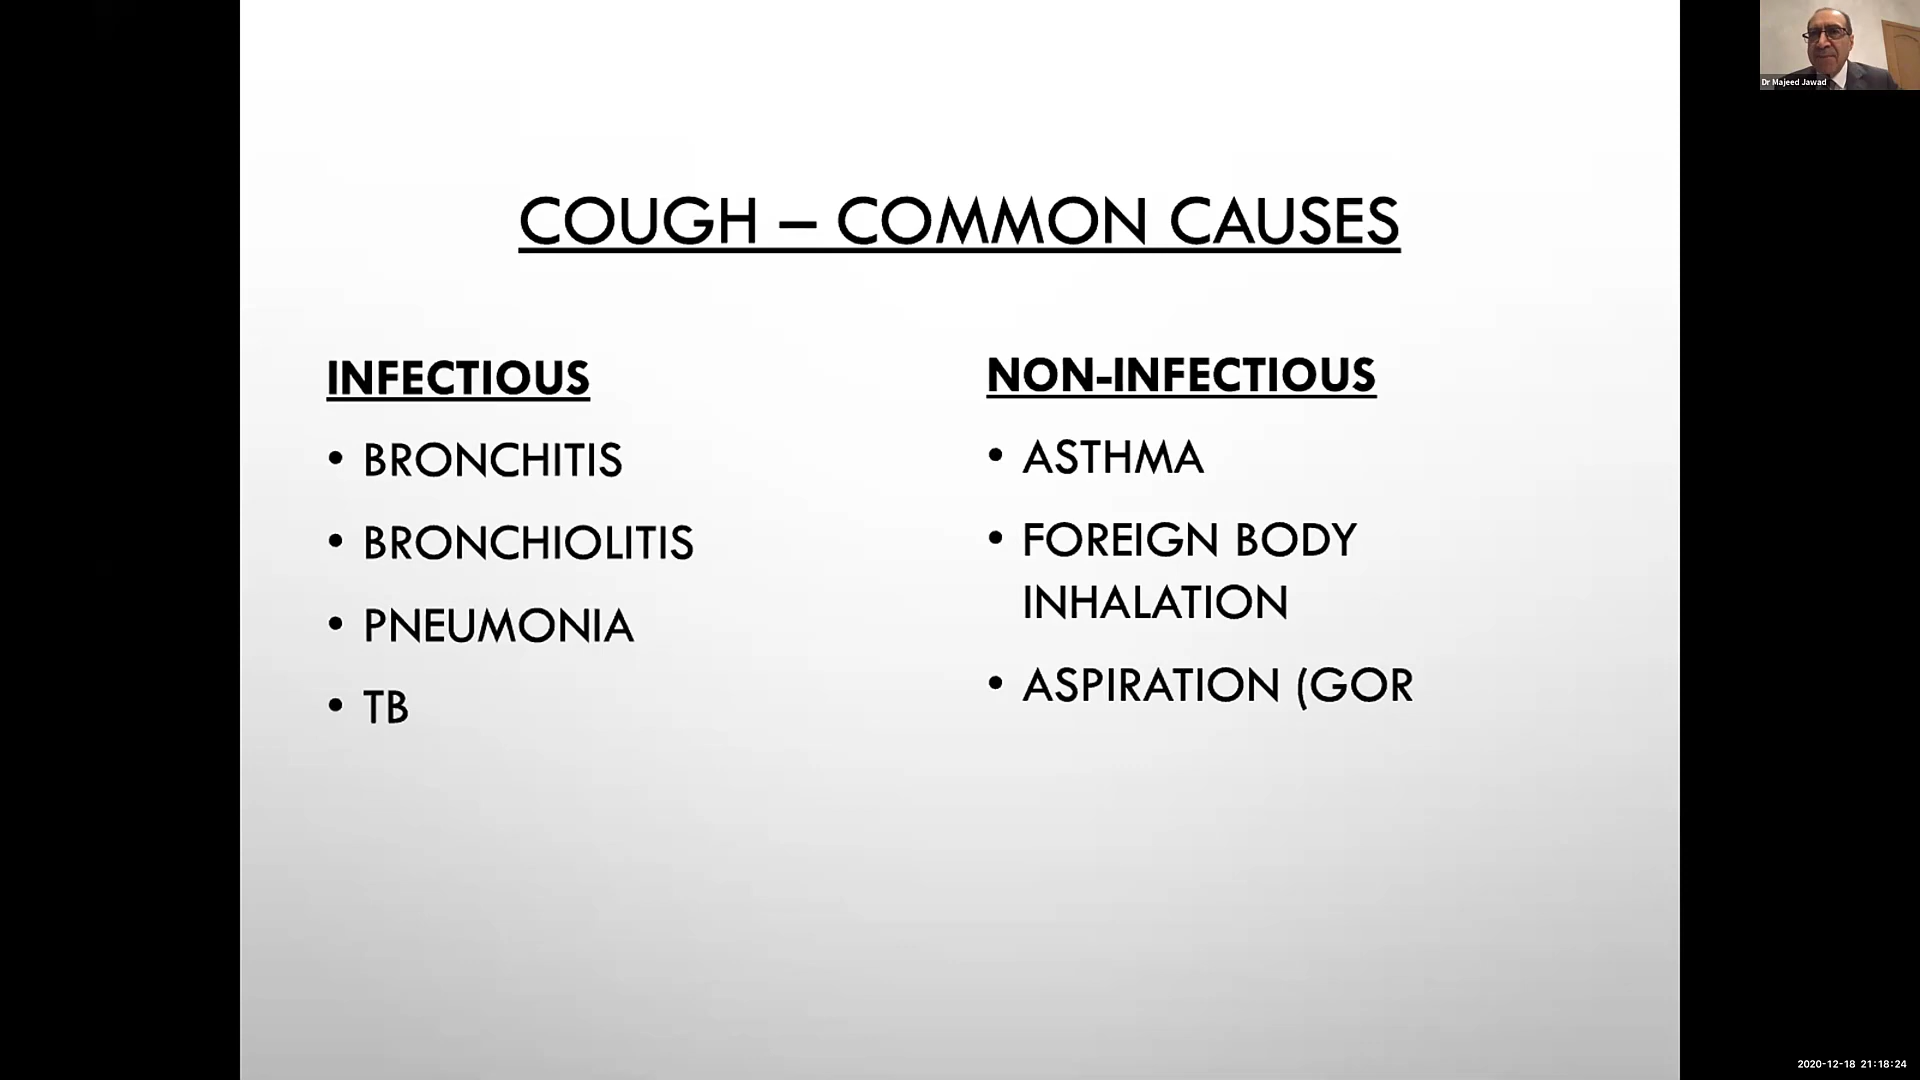 Dr Majeed Jawad
COUGH – COMMON CAUSES
INFECTIOUS
• BRONCHITIS
• BRONCHIOLITIS
• PNEUMONIA
• TB
NON-INFECTIOUS
• ASTHMA
• FOREIGN BODY
INHALATION
• ASPIRATION (GOR
2020-12-18 21:18:24